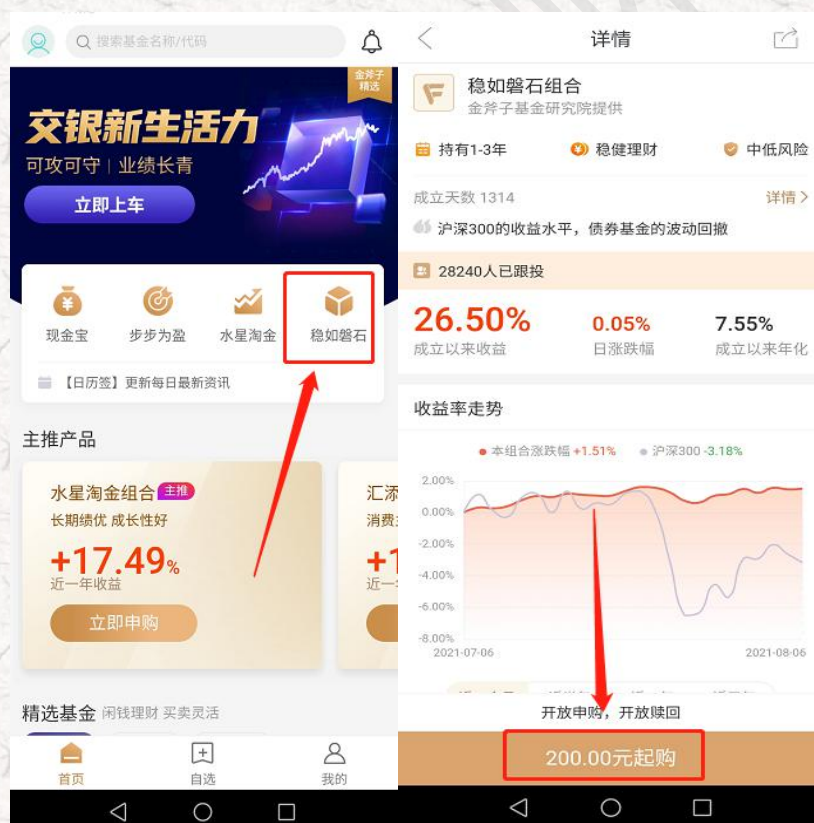 搜索基金名称/代码
金斧子
精选
交银新生活力
可攻可守 | 业绩长青
立即上车
现金宝
步步为盈
水星淘金
稳如磐石
【日历签】更新每日最新资讯
主推产品
水星淘金组合 主推
长期绩优 成长性好
+17.49%
近一年收益
立即申购
汇添
消费
+1
近一
精选基金 闲钱理财 买卖灵活
首页
自选
我的
详情
稳如磐石组合
金斧子基金研究院提供
持有1-3年
稳健理财
中低风险
成立天数 1314
详情 >
沪深300的收益水平，债券基金的波动回撤
28240人已跟投
26.50%
0.05%
7.55%
成立以来收益
日涨跌幅
成立以来年化
收益率走势
本组合涨跌幅 +1.51%
沪深300 -3.18%
2.00%
0.00%
-2.00%
-4.00%
-6.00%
-8.00%
2021-07-06
2021-08-06
开放申购，开放赎回
200.00元起购